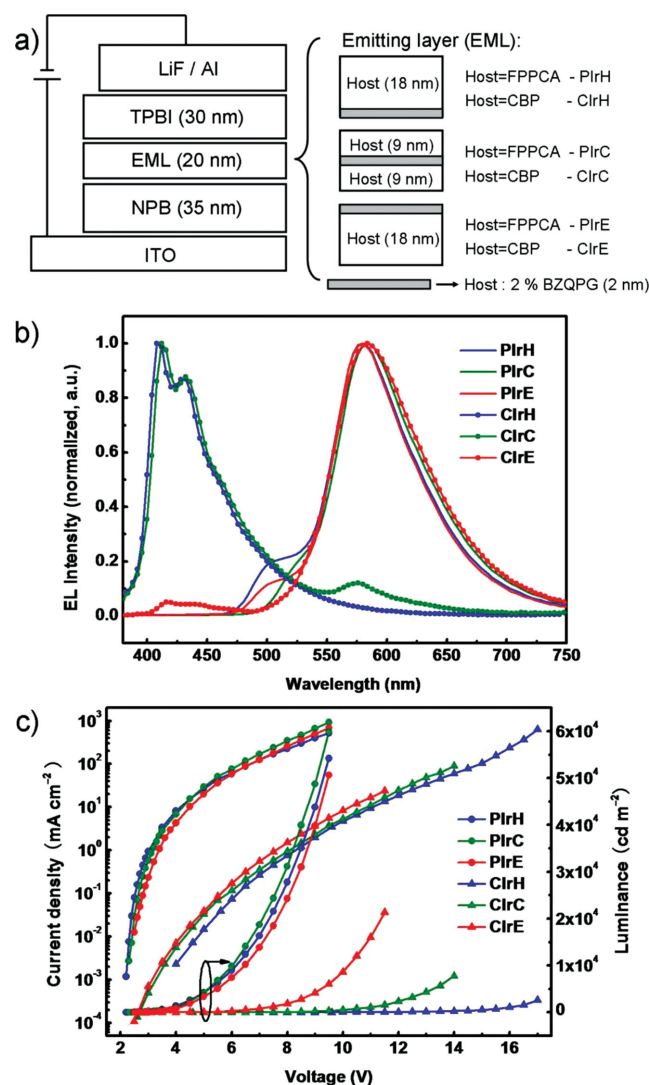 a)
Emitting layer (EML):
LiF / Al
TPBI (30 nm)
EML (20 nm)
NPB (35 nm)
ITO
Host (18 nm)
Host=FPPCA - PIrH
Host=CBP - CIrH
Host (9 nm)
Host (9 nm)
Host=FPPCA - PIrC
Host=CBP - CIrC
Host (18 nm)
Host=FPPCA - PIrE
Host=CBP - CIrE
Host : 2 % BZQPG (2 nm)
b)
EL Intensity (normalized, a.u.)
1.0
0.8
0.6
0.4
0.2
0.0
PIrH
PIrC
PIrE
CIrH
CIrC
CIrE
400 450 500 550 600 650 700 750
Wavelength (nm)
c)
Current density (mA cm⁻²)
10³
10²
10¹
10⁰
10⁻¹
10⁻²
10⁻³
10⁻⁴
PIrH
PIrC
PIrE
CIrH
CIrC
CIrE
6x10⁴
5x10⁴
4x10⁴
3x10⁴
2x10⁴
1x10⁴
0
Luminance (cd m⁻²)
2 4 6 8 10 12 14 16
Voltage (V)